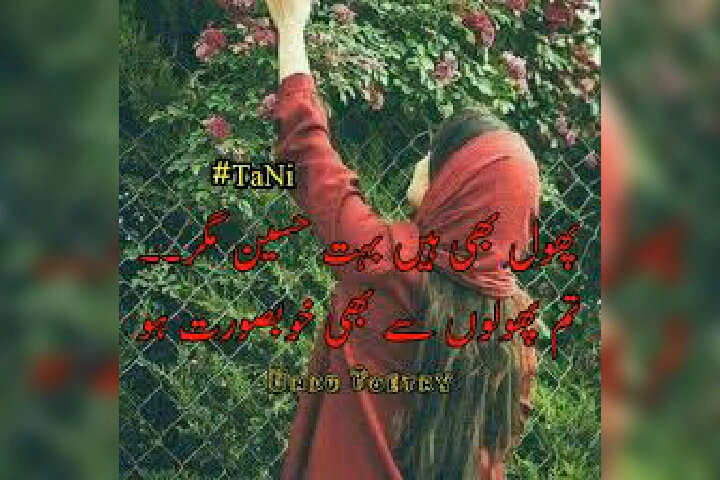 #TaNi
پھول بھی ہیں بہت حسین مگر۔۔
تم پھولوں سے بھی خوبصورت ہو
Urdu Poetry